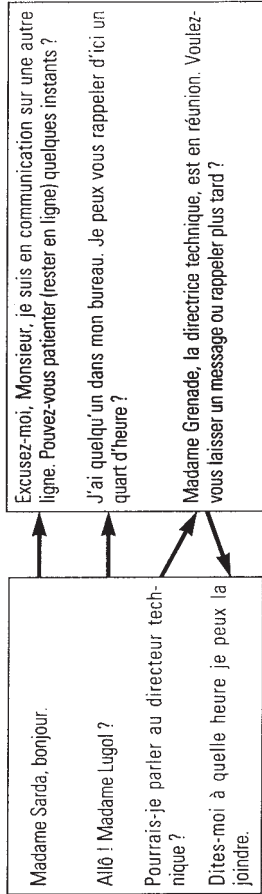 Madame Sarda, bonjour.
Allô ! Madame Lugol ?
Pourrais-je parler au directeur tech-
nique ?
Dites-moi à quelle heure je peux la
joindre.
Excusez-moi, Monsieur, je suis en communication sur une autre
ligne. Pouvez-vous patienter (rester en ligne) quelques instants ?
J'ai quelqu'un dans mon bureau. Je peux vous rappeler d'ici un
quart d'heure ?
Madame Grenade, la directrice technique, est en réunion. Voulez-
vous laisser un message ou rappeler plus tard ?